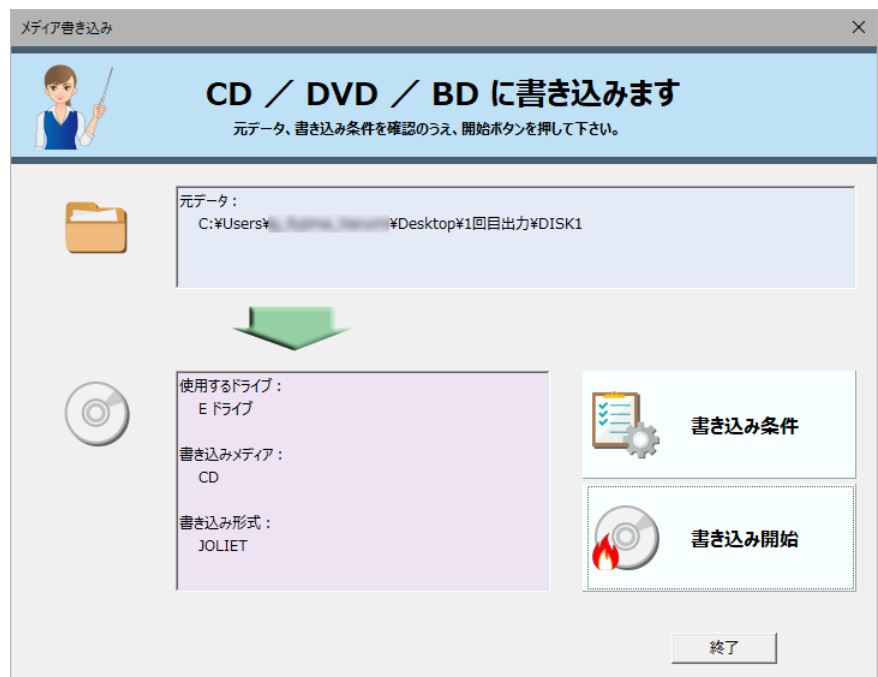 メディア書き込み
CD ／ DVD ／ BD に書き込みます
元データ、書き込み条件を確認のうえ、開始ボタンを押して下さい。
元データ：
C:¥Users¥ ¥Desktop¥1回目出力¥DISK1
使用するドライブ：
E ドライブ
書き込みメディア：
CD
書き込み形式：
JOLIET
書き込み条件
書き込み開始
終了